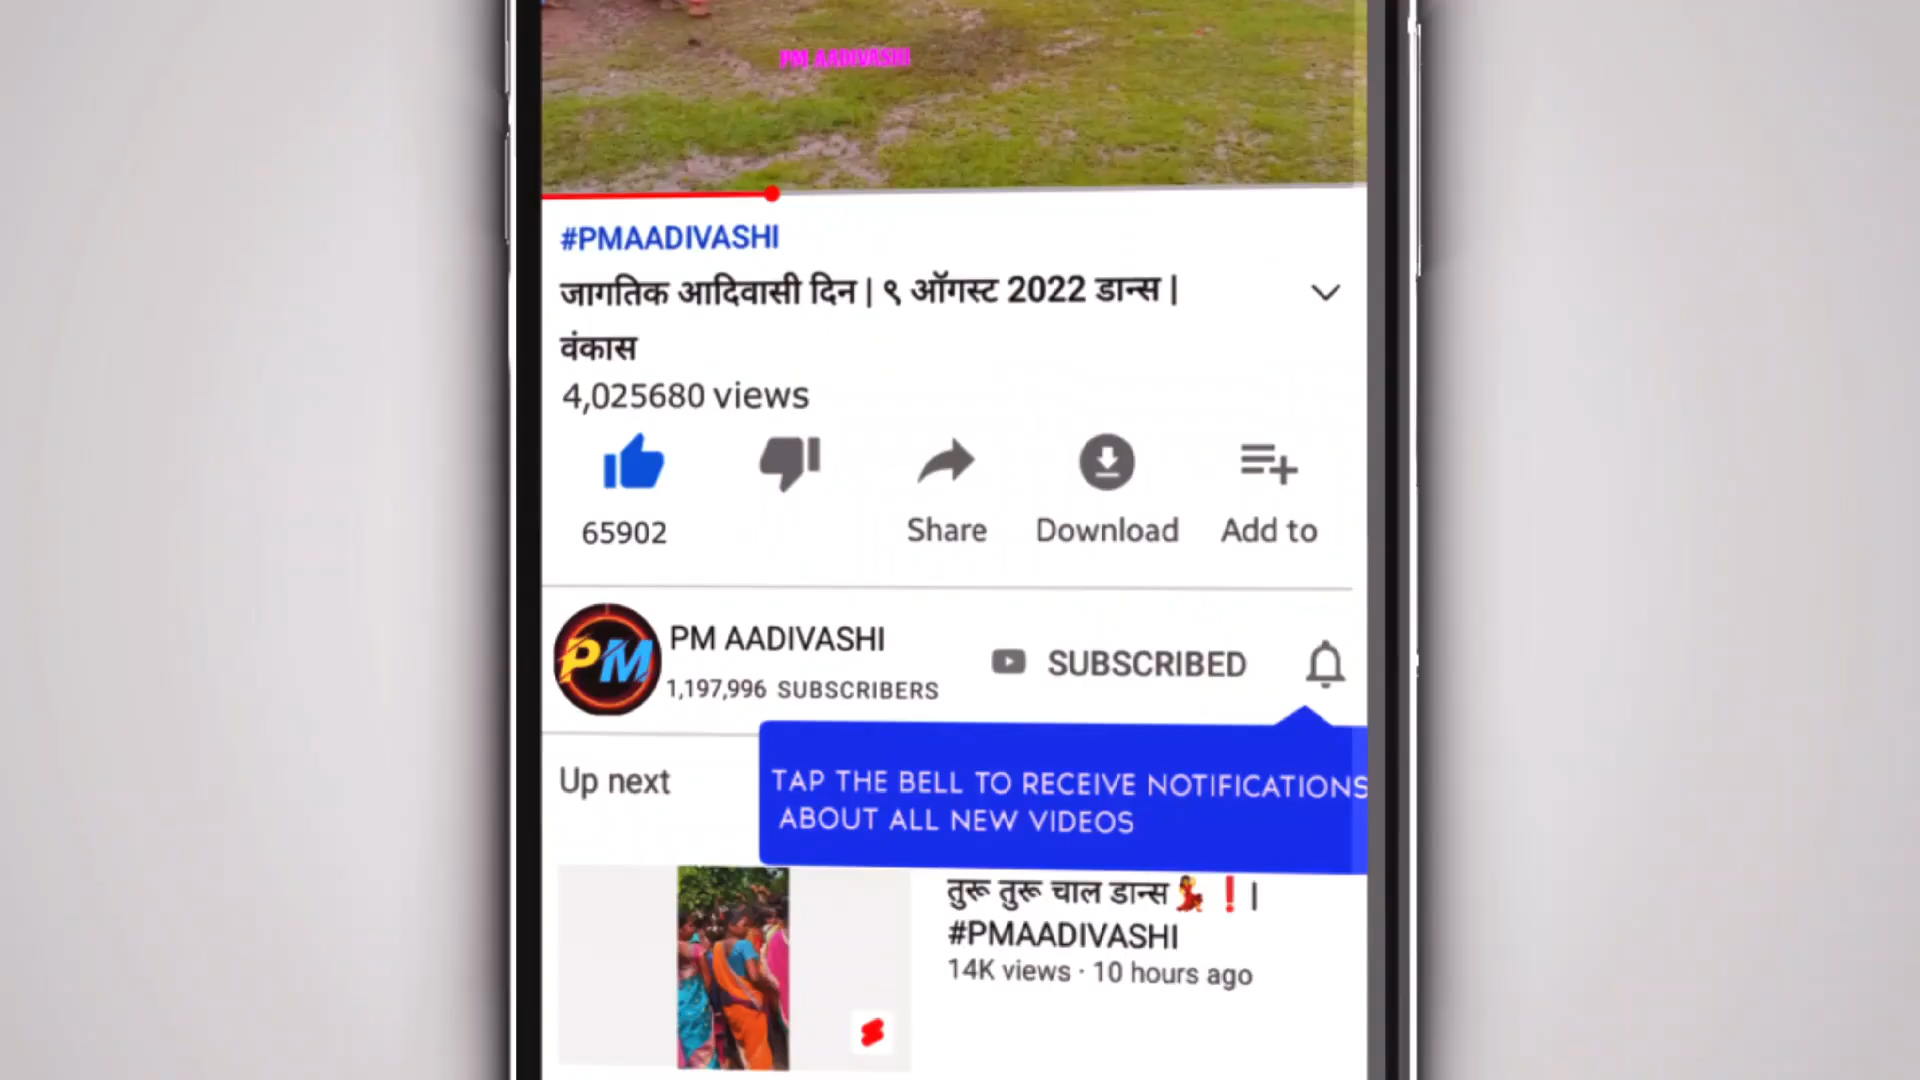 PM AADIVASHI
#PMAADIVASHI
जागतिक आदिवासी दिन | ९ ऑगस्ट 2022 डान्स |
वंकास
4,025680 views
65902 Share Download Add to
PM
PM AADIVASHI
1,197,996 SUBSCRIBERS
SUBSCRIBED
TAP THE BELL TO RECEIVE NOTIFICATIONS
ABOUT ALL NEW VIDEOS
Up next
तुरू तुरू चाल डान्स💃❗|
#PMAADIVASHI
14K views · 10 hours ago